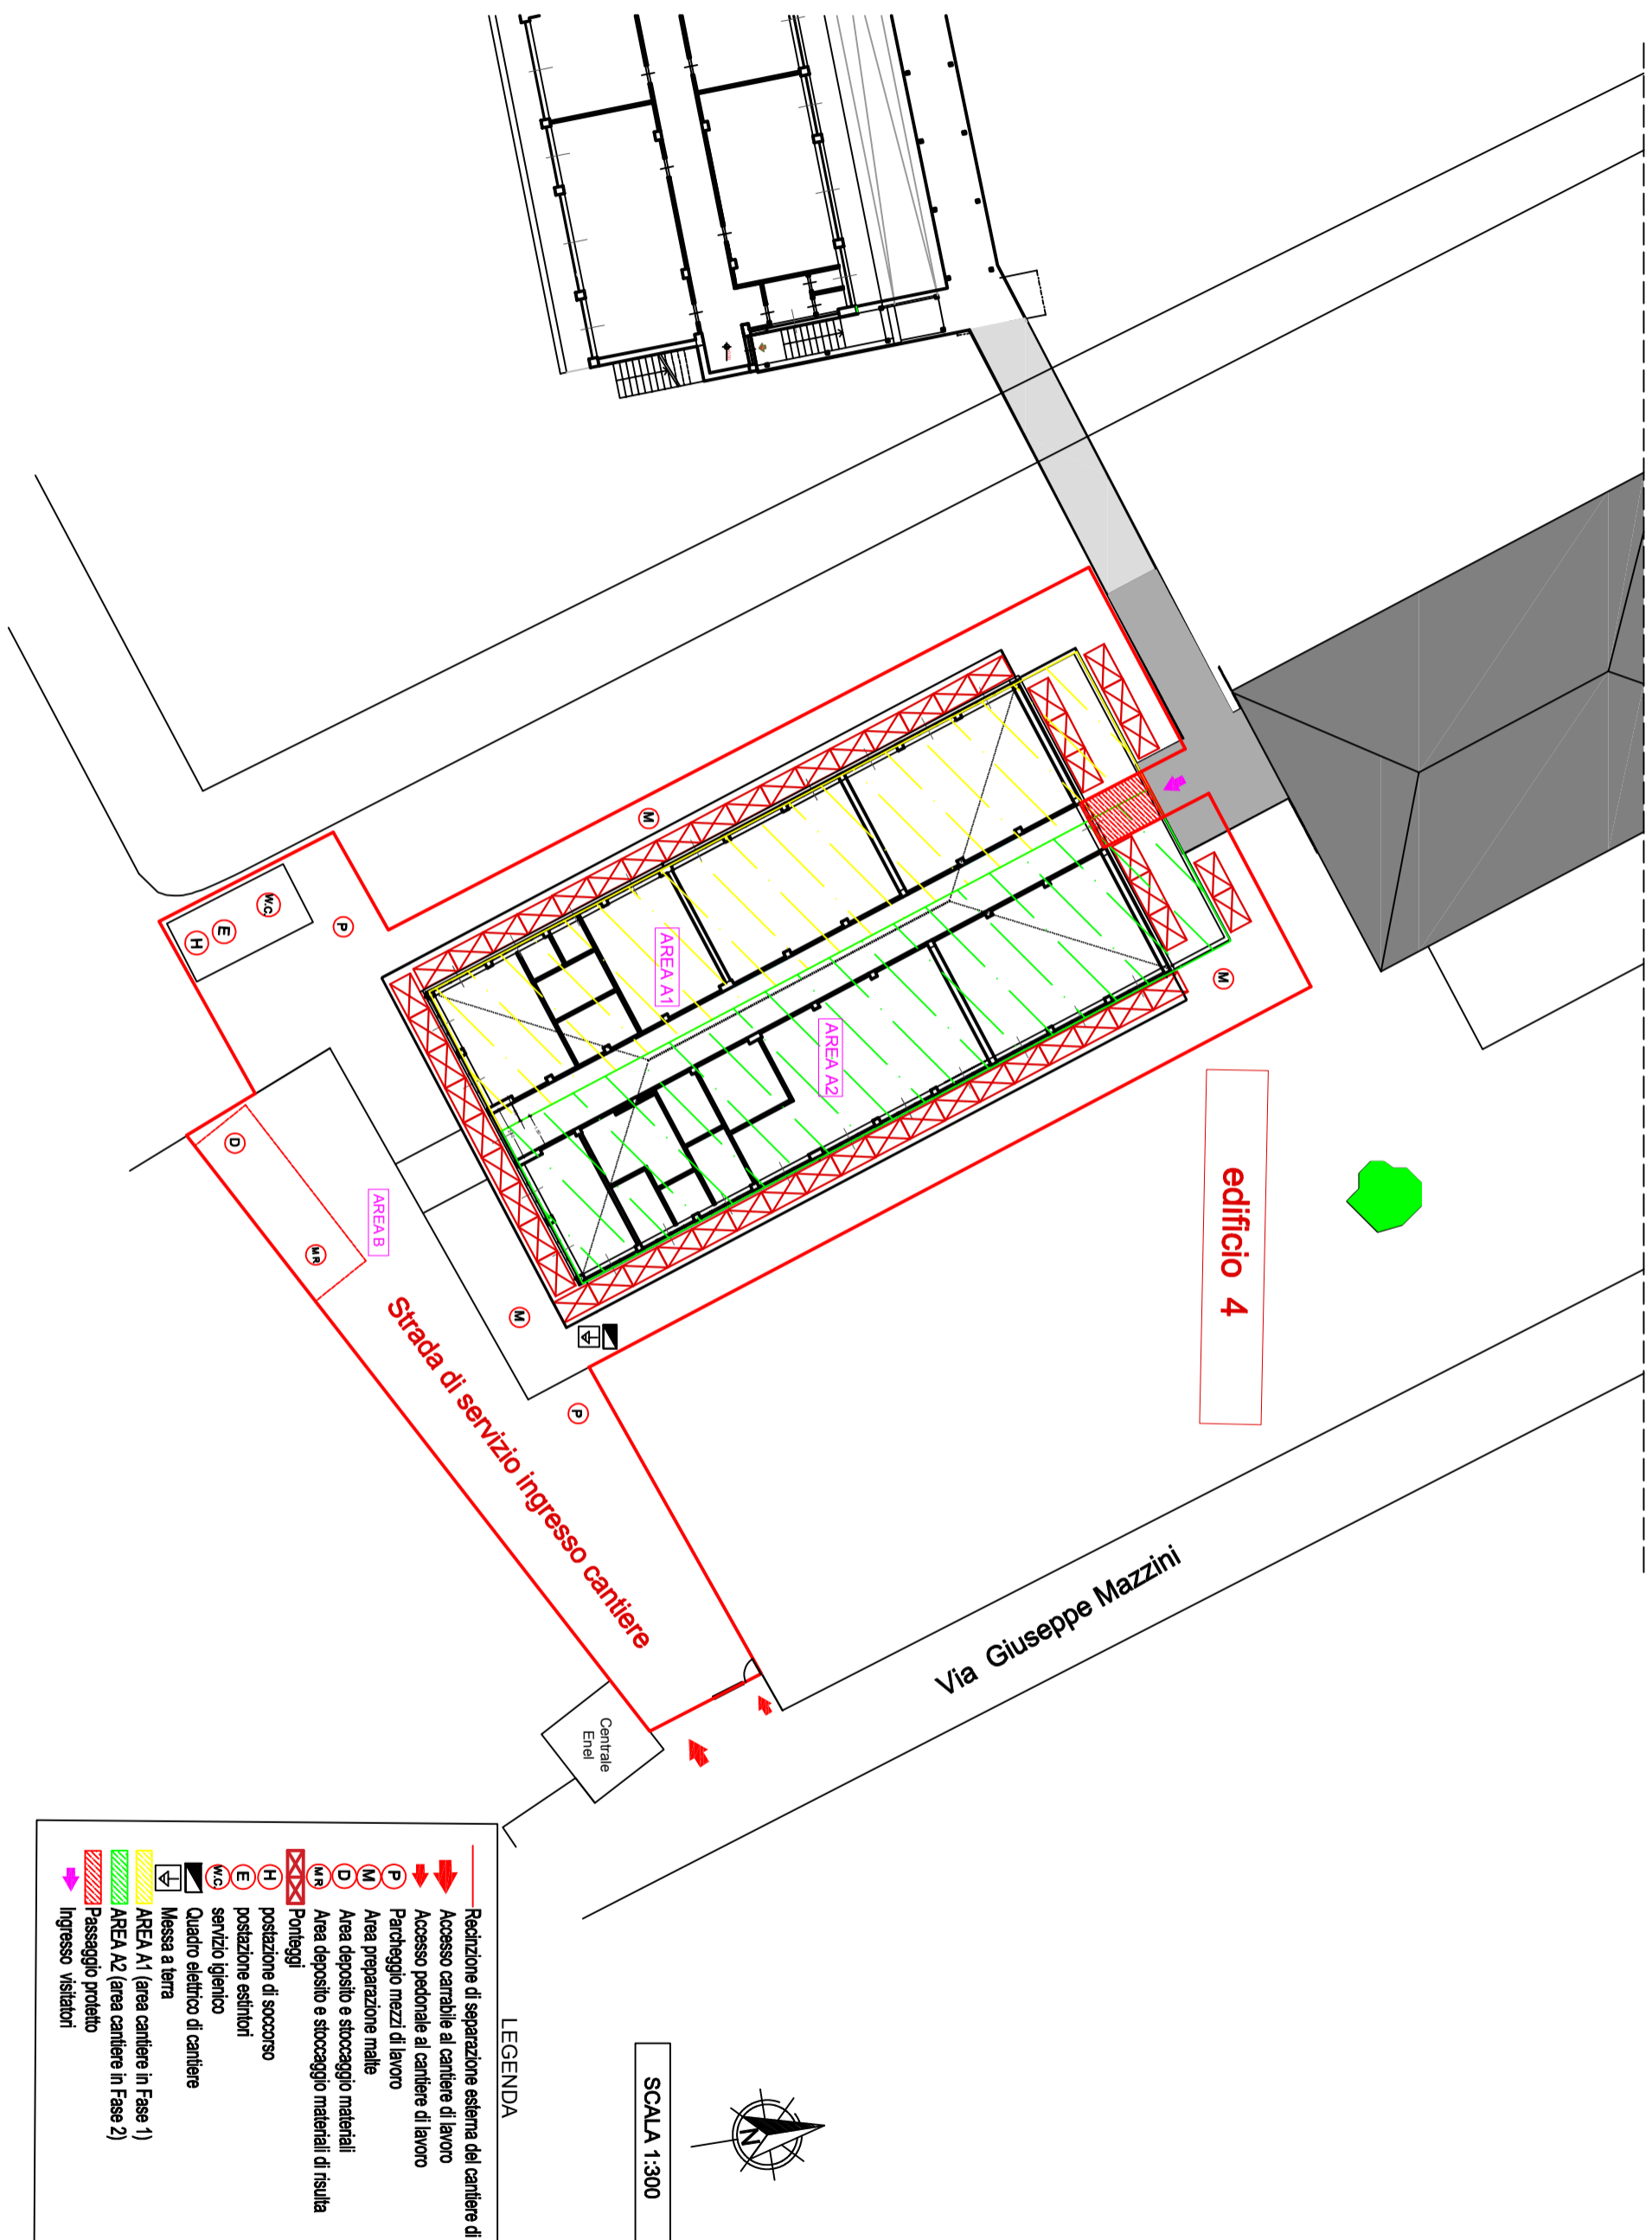 AREA A1
AREA A2
AREA B
edificio 4
Strada di servizio ingresso cantiere
Via Giuseppe Mazzini
Centrale
Enel
M
M
M
P
P
W.C.
E
H
D
M R
SCALA 1:300
N
LEGENDA
Recinzione di separazione esterna del cantiere di
Accesso carrabile al cantiere di lavoro
Accesso pedonale al cantiere di lavoro
P Parcheggio mezzi di lavoro
M Area preparazione malte
D Area deposito e stoccaggio materiali
M R Area deposito e stoccaggio materiali di risulta
Ponteggi
H postazione di soccorso
E postazione estintori
W.C. servizio igienico
Quadro elettrico di cantiere
Messa a terra
AREA A1 (area cantiere in Fase 1)
AREA A2 (area cantiere in Fase 2)
Passaggio protetto
Ingresso visitatori